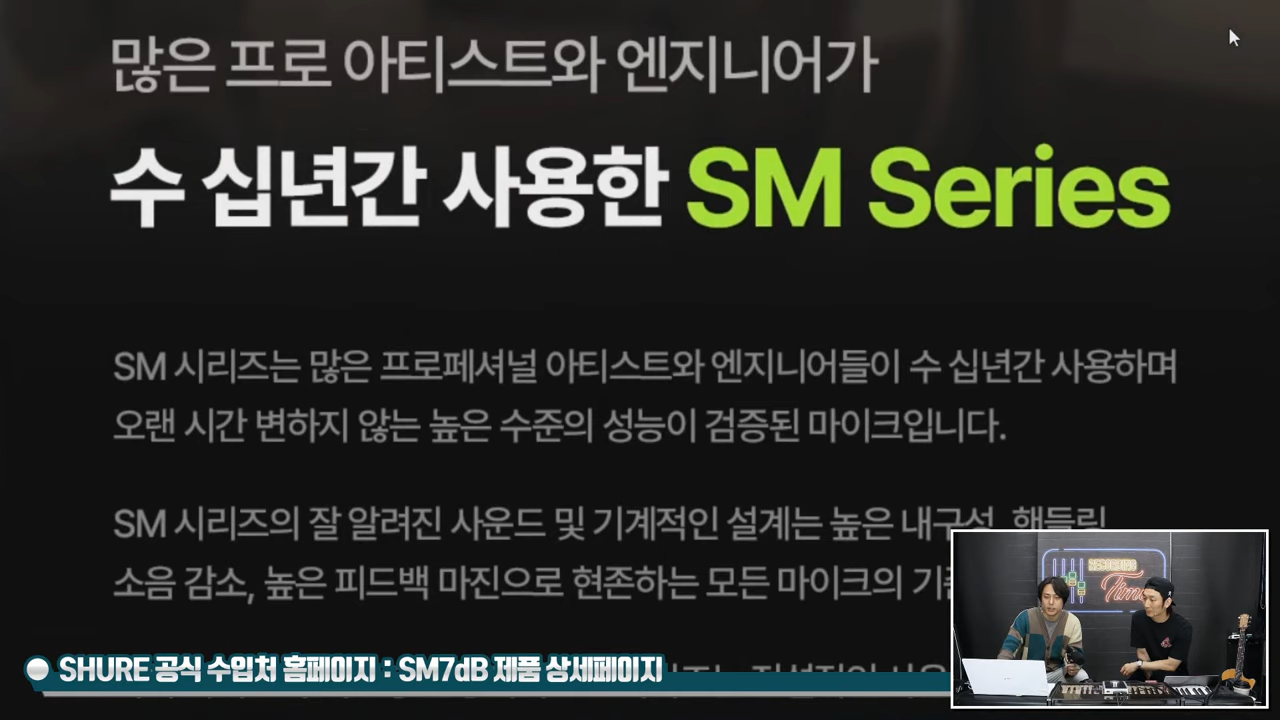 많은 프로 아티스트와 엔지니어가
수 십년간 사용한 SM Series
SM 시리즈는 많은 프로페셔널 아티스트와 엔지니어들이 수 십년간 사용하며
오랜 시간 변하지 않는 높은 수준의 성능이 검증된 마이크입니다.
SM 시리즈의 잘 알려진 사운드 및 기계적인 설계는 높은 내구성, 핸들링
소음 감소, 높은 피드백 마진으로 현존하는 모든 마이크의
RECORDING
Time
SHURE 공식 수입처 홈페이지 : SM7dB 제품 상세페이지